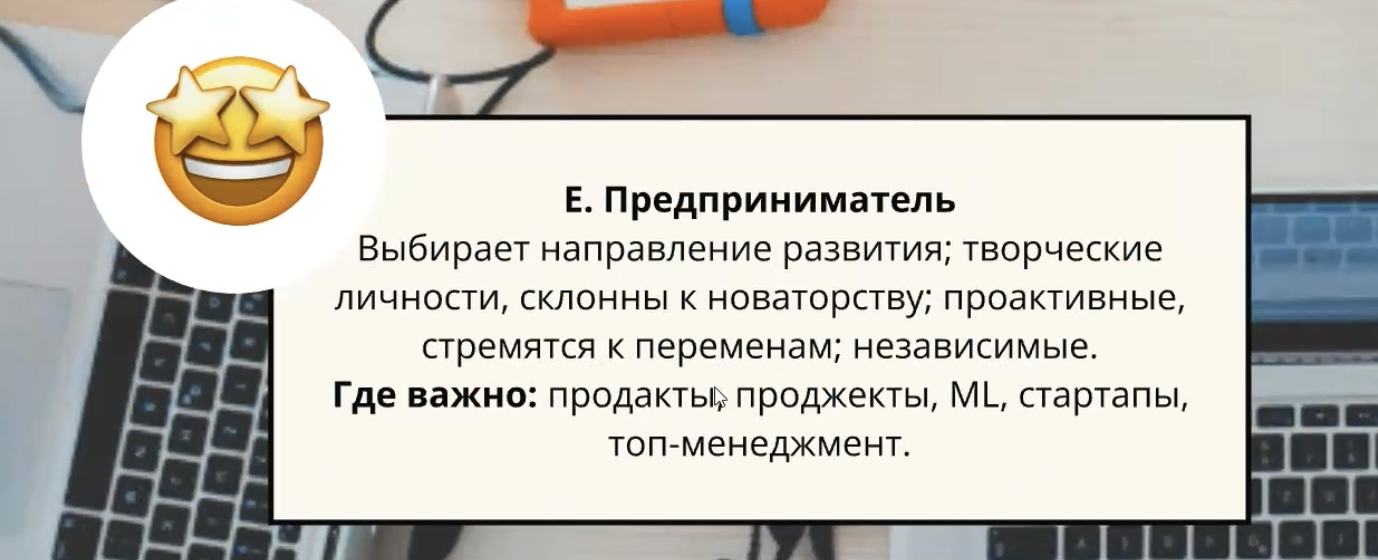 E. Предприниматель
Выбирает направление развития; творческие
личности, склонны к новаторству; проактивные,
стремятся к переменам; независимые.
Где важно: продакты, проджекты, ML, стартапы,
топ-менеджмент.